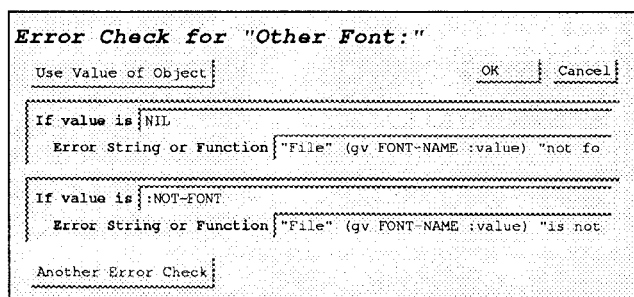 Error Check for "Other Font:"
Use Value of Object OK Cancel
If value is NIL
Error String or Function "File" (gv FONT-NAME :value) "not fo
If value is :NOT-FONT
Error String or Function "File" (gv FONT-NAME :value) "is not
Another Error Check